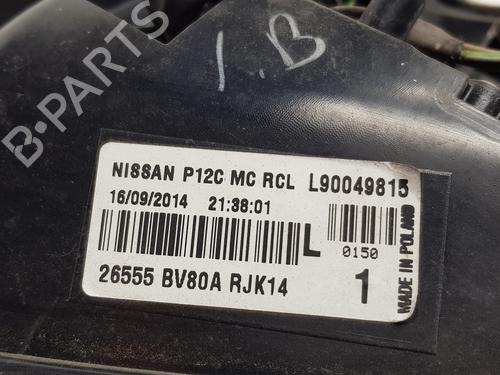 B-Parts
I.B
NISSAN P12C MC RCL L90049815
16/09/2014 21:38:01
L
0150
26555 BV80A RJK14
1
MADE IN POLAND